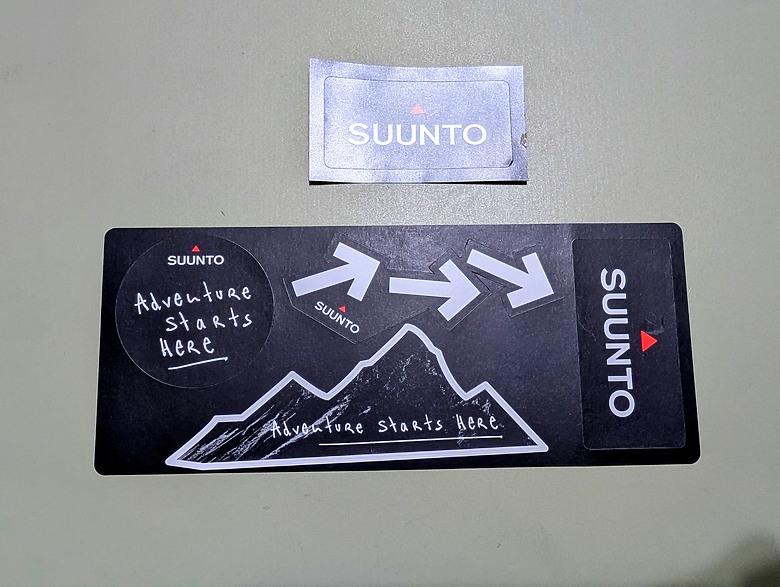 SUUNTO
SUUNTO
Adventure
starts
HERE
SUUNTO
Adventure starts Here
SUUNTO